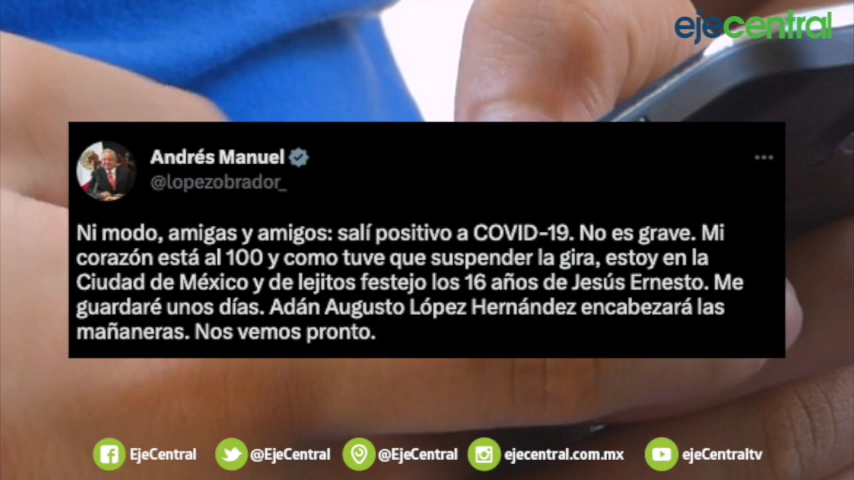 ejecentral
Andrés Manuel
@lopezobrador_
Ni modo, amigas y amigos: salí positivo a COVID-19. No es grave. Mi
corazón está al 100 y como tuve que suspender la gira, estoy en la
Ciudad de México y de lejitos festejo los 16 años de Jesús Ernesto. Me
guardaré unos días. Adán Augusto López Hernández encabezará las
mañaneras. Nos vemos pronto.
EjeCentral @EjeCentral @EjeCentral ejecentral.com.mx ejeCentraltv